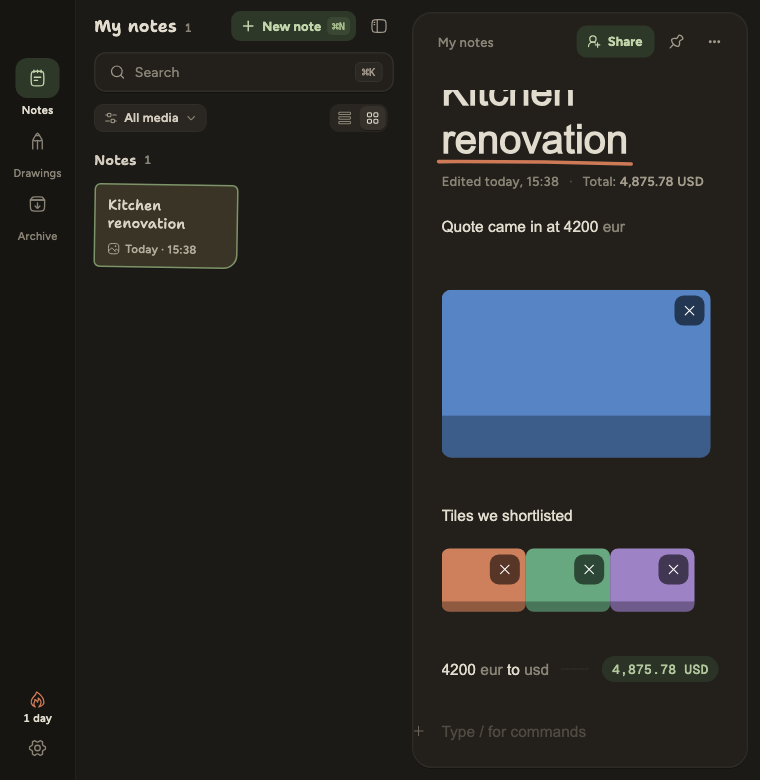 My notes 1
+ New note ⌘N
Search ⌘K
All media
Notes 1
Kitchen
renovation
Today · 15:38
Notes
Drawings
Archive
1 day
My notes
Share
Kitchen
renovation
Edited today, 15:38 · Total: 4,875.78 USD
Quote came in at 4200 eur
Tiles we shortlisted
4200 eur to usd 4,875.78 USD
+ Type / for commands